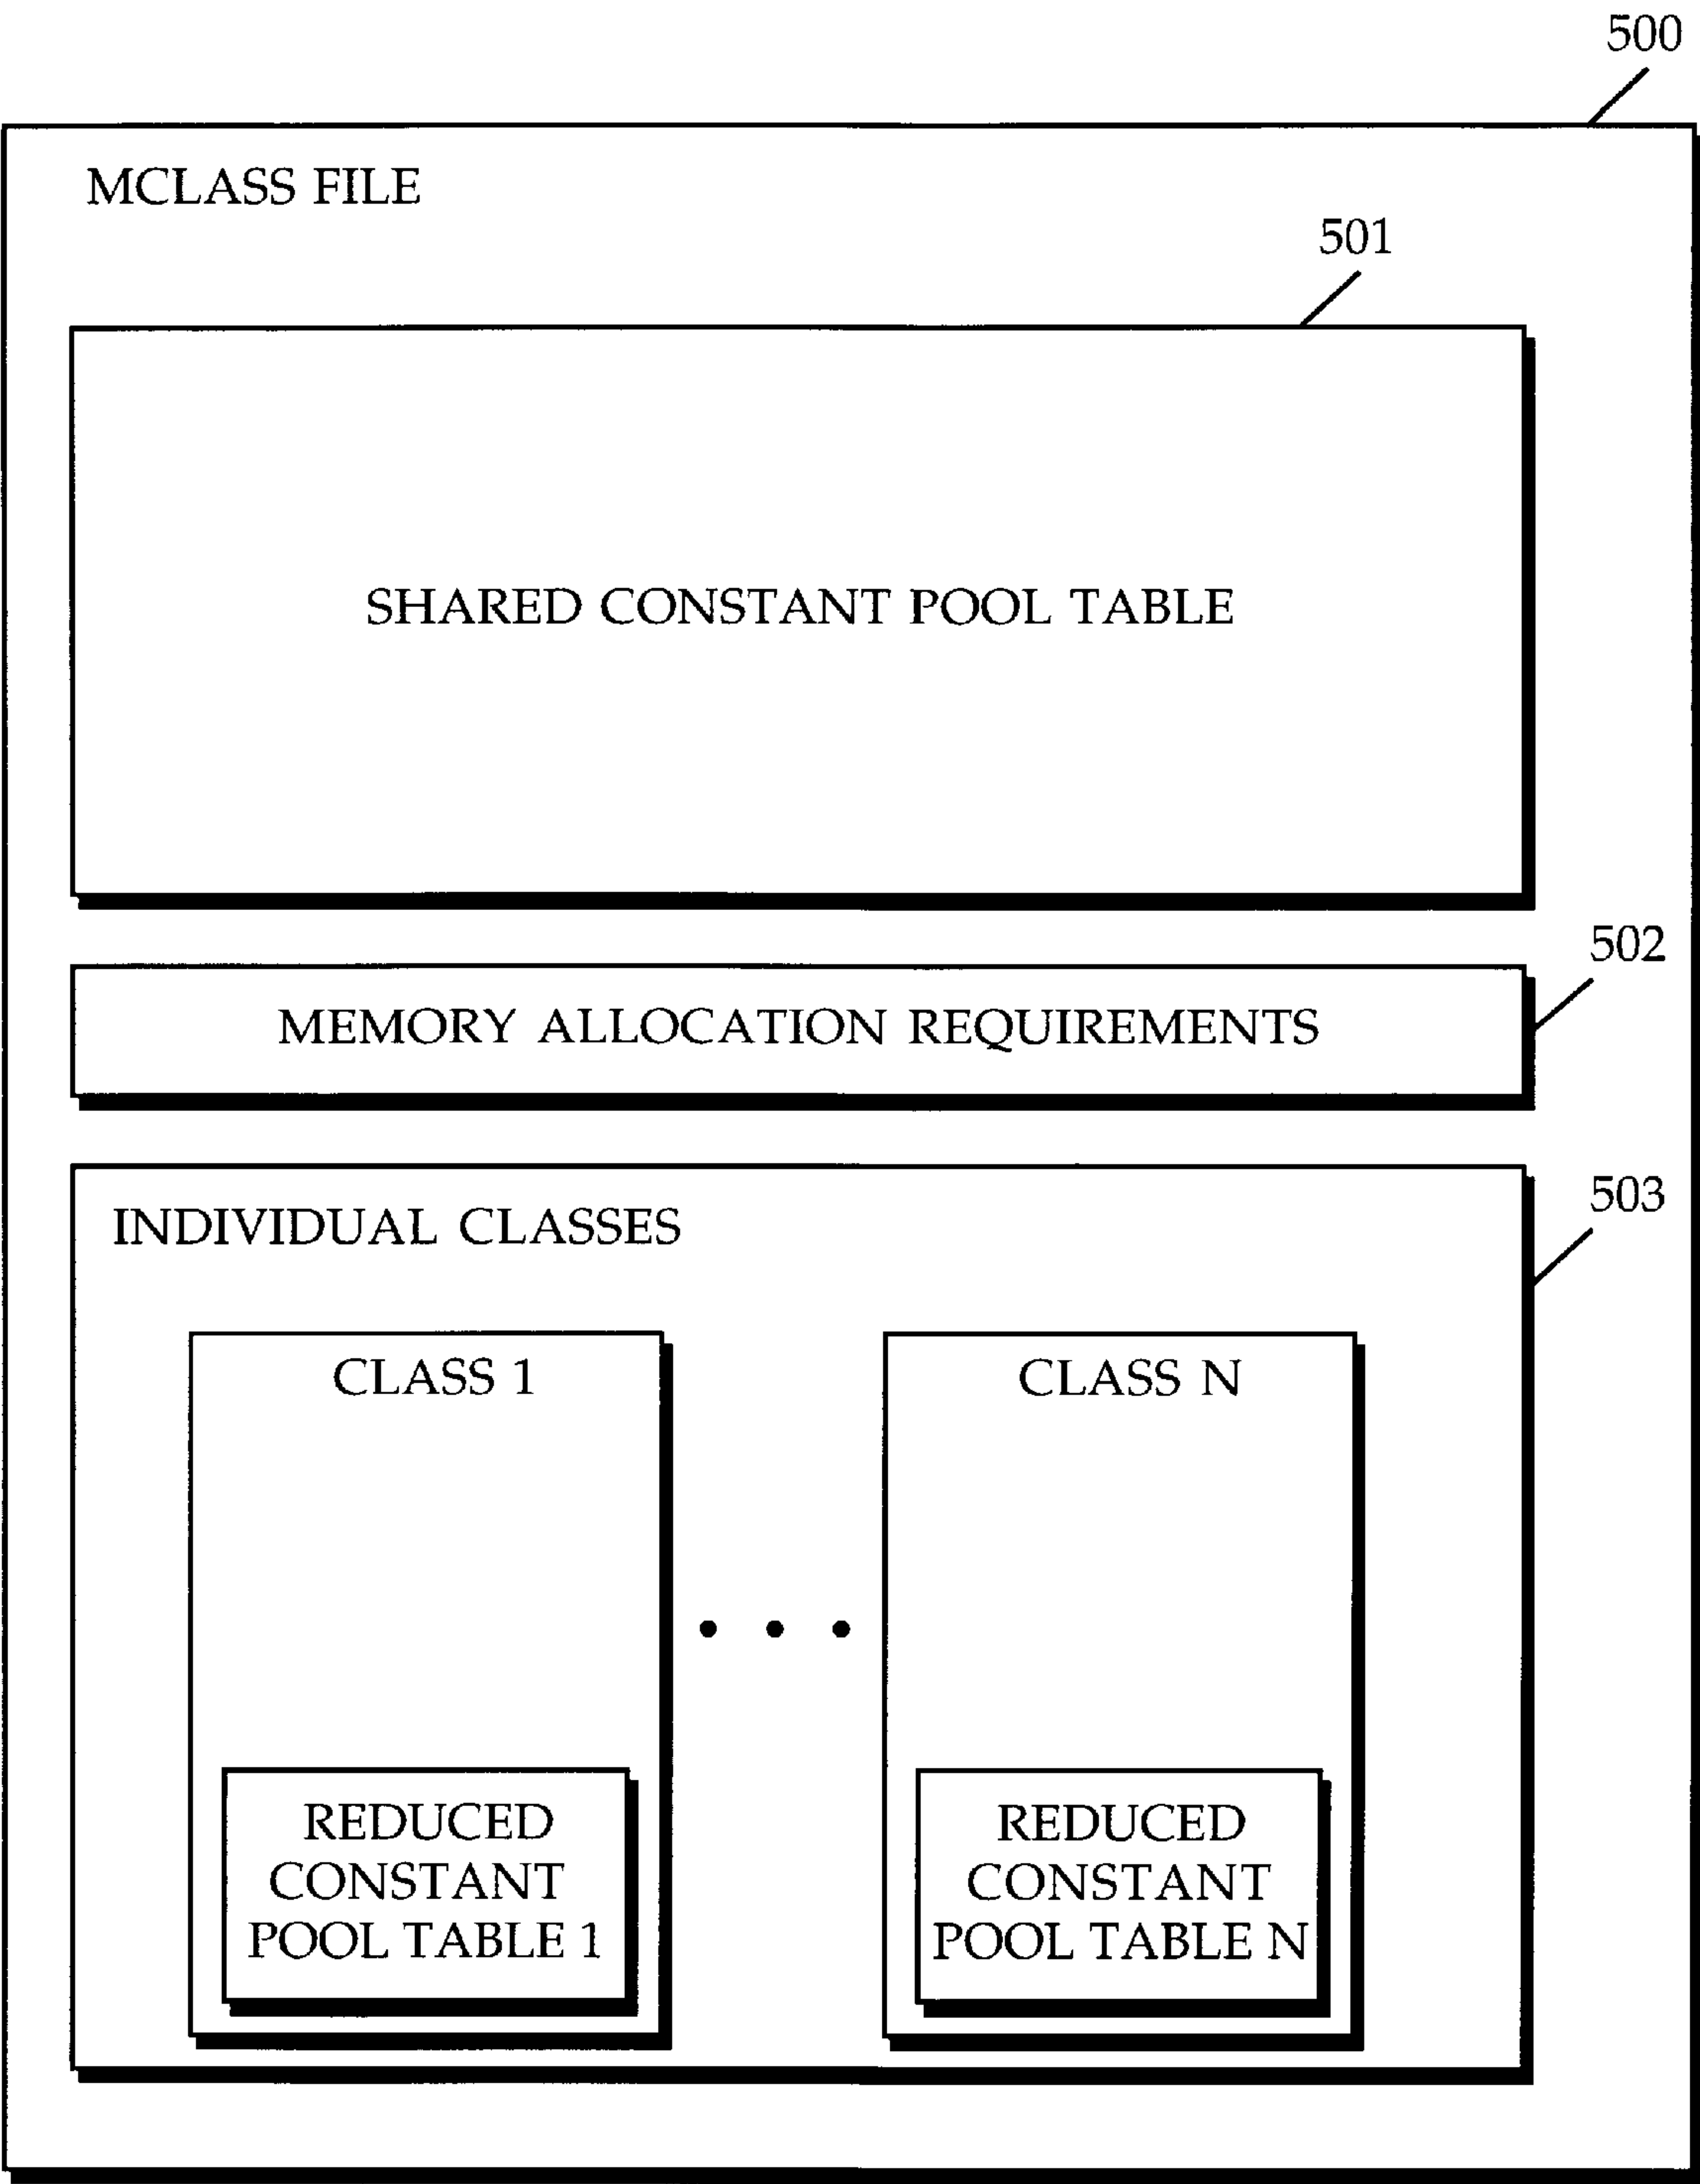 500
MCLASS FILE
501
SHARED CONSTANT POOL TABLE
502
MEMORY ALLOCATION REQUIREMENTS
503
INDIVIDUAL CLASSES
CLASS 1
REDUCED
CONSTANT
POOL TABLE 1
CLASS N
REDUCED
CONSTANT
POOL TABLE N